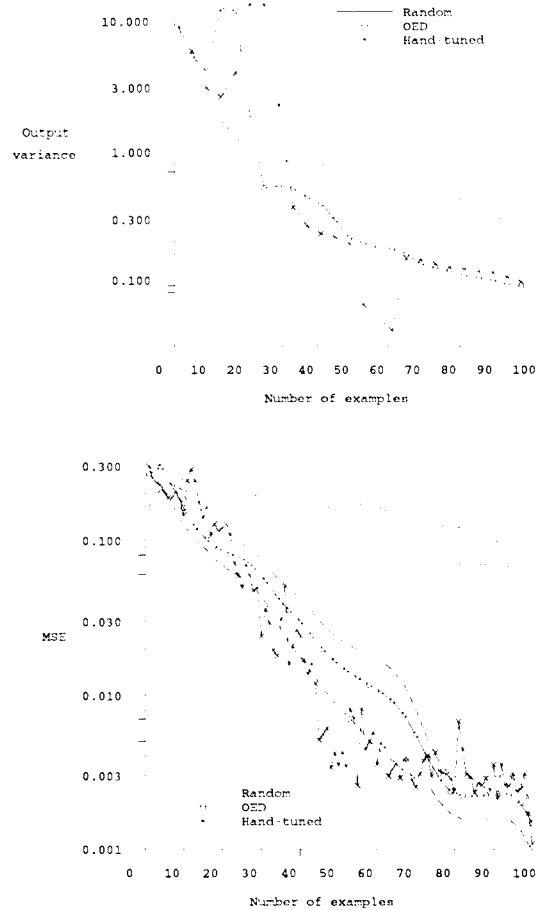 Random
OED
Hand-tuned
10.000
3.000
Output
variance
1.000
0.300
0.100
0 10 20 30 40 50 60 70 80 90 100
Number of examples
0.300
0.100
0.030
MSE
0.010
0.003
Random
OED
Hand-tuned
0.001
0 10 20 30 40 50 60 70 80 90 100
Number of examples